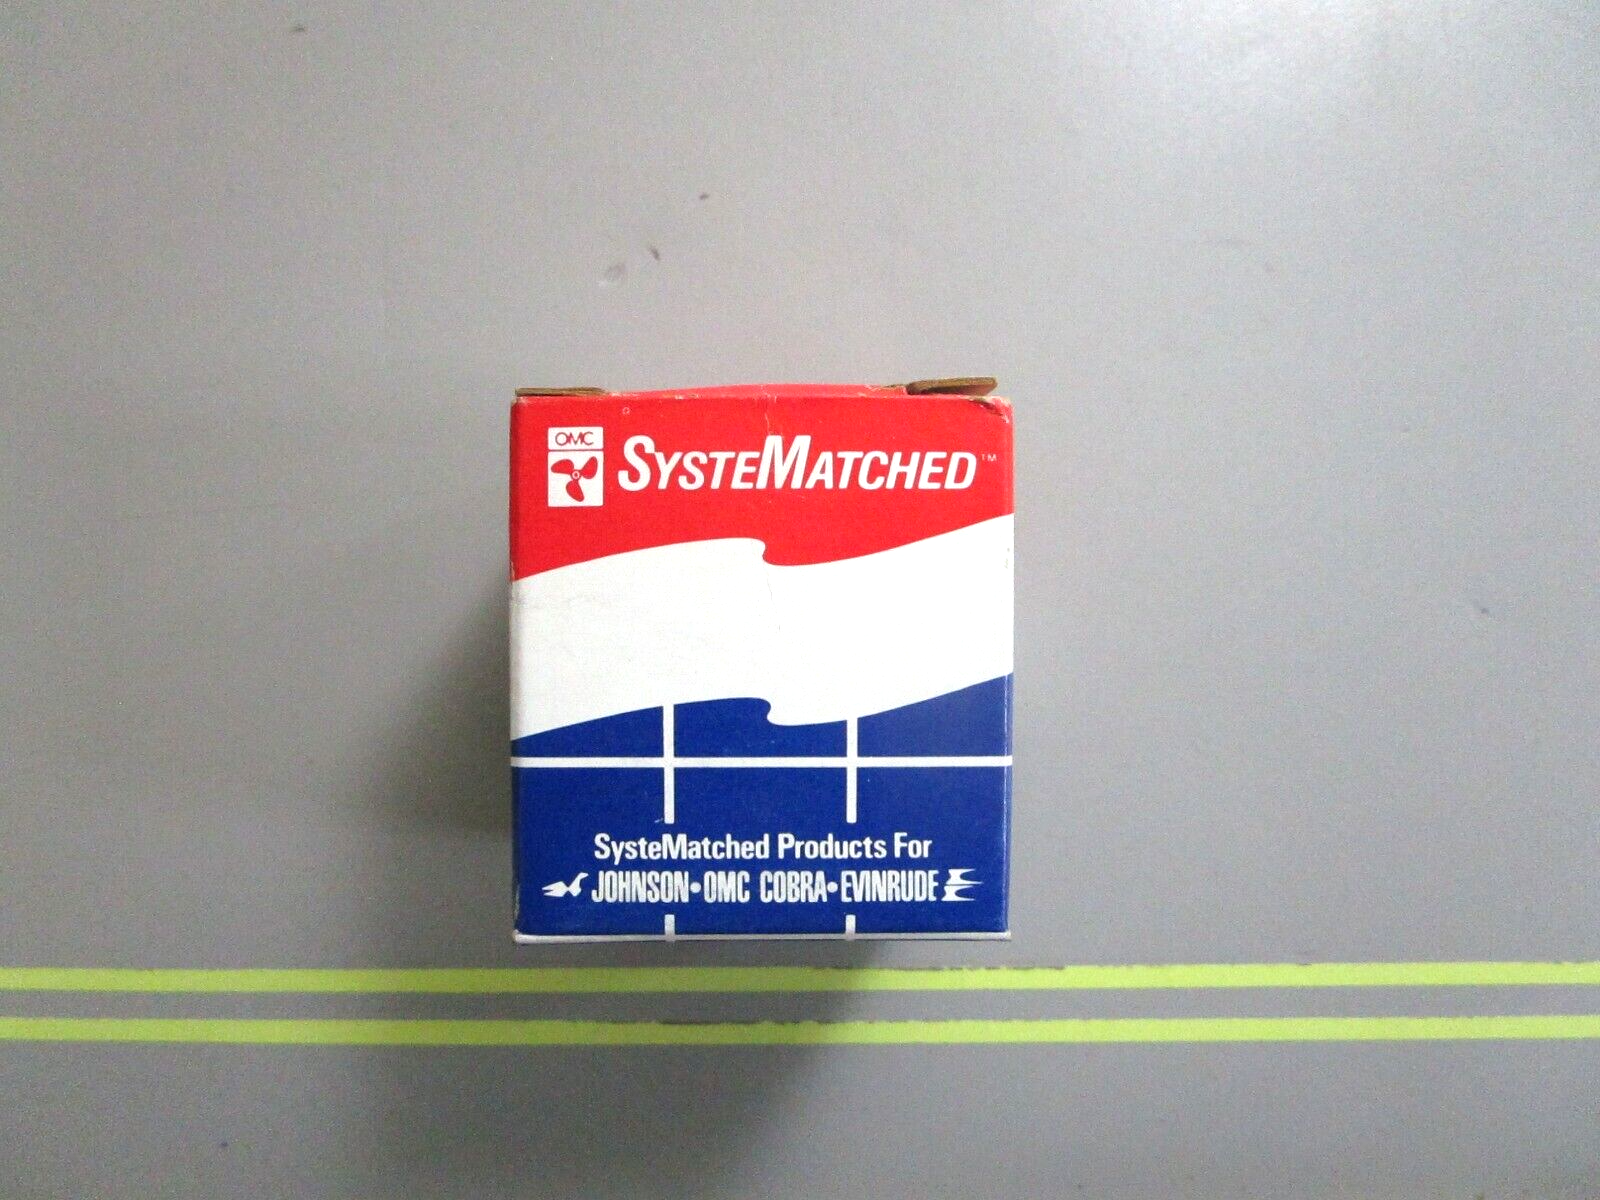 OMC
SYSTEMATCHED™
SysteMatched Products For
JOHNSON•OMC COBRA•EVINRUDE